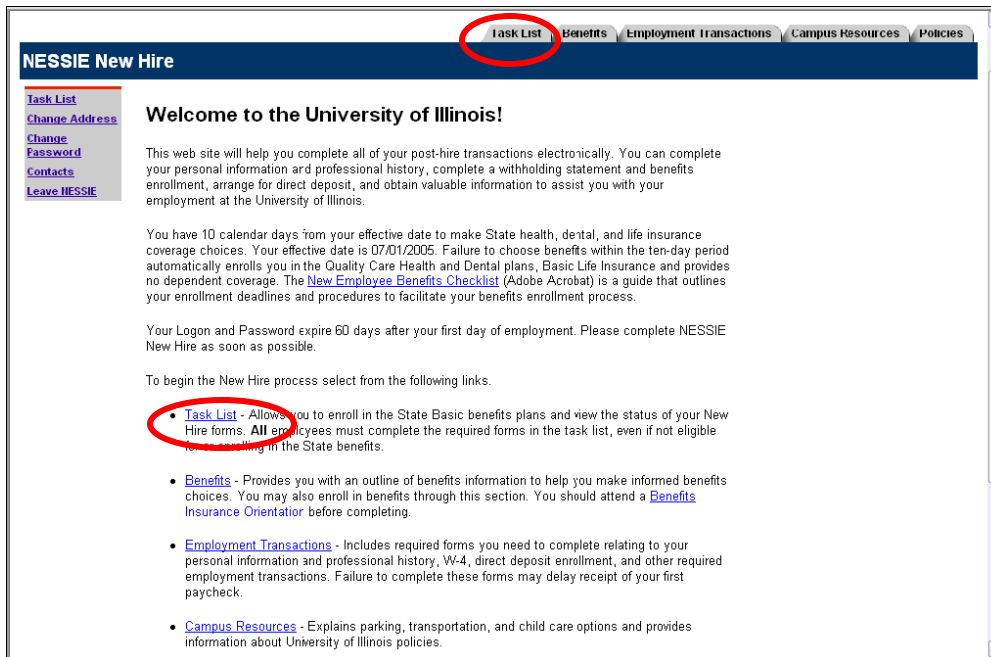 Task List Benefits Employment Transactions Campus Resources Policies
NESSIE New Hire
Task List
Change Address
Change
Password
Contacts
Leave NESSIE
Welcome to the University of Illinois!
This web site will help you complete all of your post-hire transactions electronically. You can complete
your personal information and professional history, complete a withholding statement and benefits
enrollment, arrange for direct deposit, and obtain valuable information to assist you with your
employment at the University of Illinois.
You have 10 calendar days from your effective date to make State health, dental, and life insurance
coverage choices. Your effective date is 07/01/2005. Failure to choose benefits within the ten-day period
automatically enrolls you in the Quality Care Health and Dental plans, Basic Life Insurance and provides
no dependent coverage. The New Employee Benefits Checklist (Adobe Acrobat) is a guide that outlines
your enrollment deadlines and procedures to facilitate your benefits enrollment process.
Your Logon and Password expire 60 days after your first day of employment. Please complete NESSIE
New Hire as soon as possible.
To begin the New Hire process select from the following links.
• Task List - Allows you to enroll in the State Basic benefits plans and view the status of your New
Hire forms. All employees must complete the required forms in the task list, even if not eligible
for or enrolling in the State benefits.
• Benefits - Provides you with an outline of benefits information to help you make informed benefits
choices. You may also enroll in benefits through this section. You should attend a Benefits
Insurance Orientation before completing.
• Employment Transactions - Includes required forms you need to complete relating to your
personal information and professional history, W-4, direct deposit enrollment, and other required
employment transactions. Failure to complete these forms may delay receipt of your first
paycheck.
• Campus Resources - Explains parking, transportation, and child care options and provides
information about University of Illinois policies.